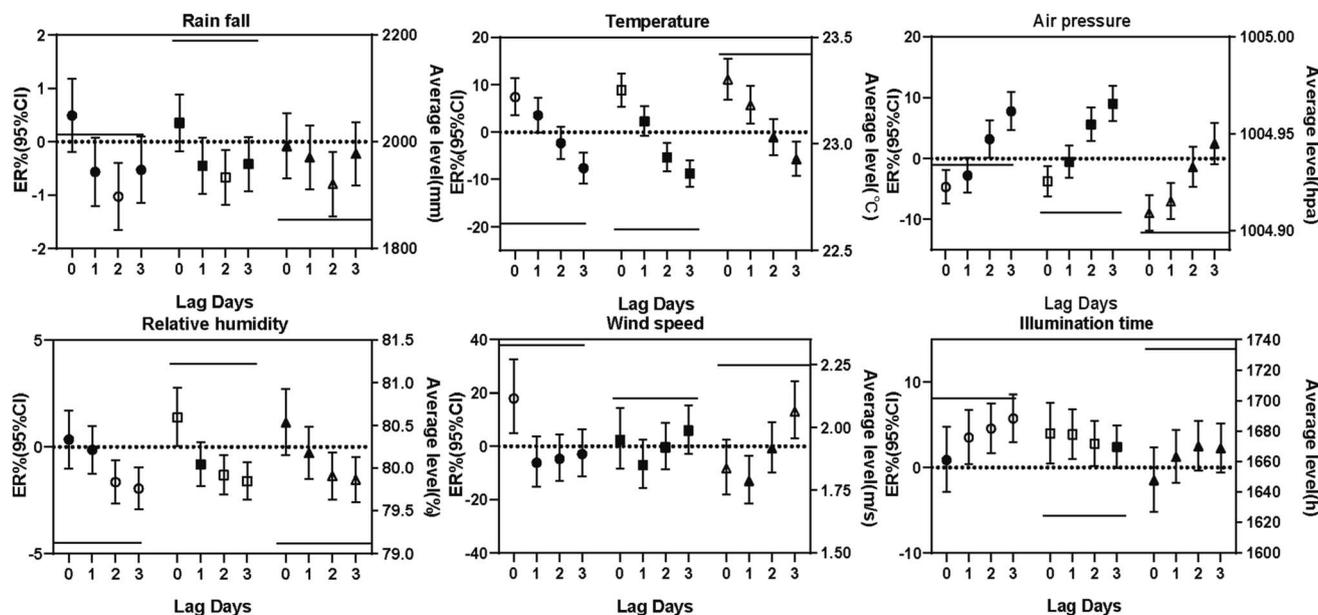 Rain fall
2
1
0
-1
-2
ER%(95%CI)
2200
2000
1800
Average level(mm)
0 1 2 3 0 1 2 3 0 1 2 3
Lag Days
Temperature
20
10
0
-10
-20
ER%(95%CI)
23.5
23.0
22.5
Average level(°C)
0 1 2 3 0 1 2 3 0 1 2 3
Lag Days
Air pressure
20
10
0
-10
ER%(95%CI)
1005.00
1004.95
1004.90
Average level(hpa)
0 1 2 3 0 1 2 3 0 1 2 3
Lag Days
Relative humidity
5
0
-5
ER%(95%CI)
81.5
81.0
80.5
80.0
79.5
79.0
Average level(%)
0 1 2 3 0 1 2 3 0 1 2 3
Lag Days
Wind speed
40
20
0
-20
-40
ER%(95%CI)
2.25
2.00
1.75
1.50
Average level(m/s)
0 1 2 3 0 1 2 3 0 1 2 3
Lag Days
Illumination time
10
0
-10
ER%(95%CI)
1740
1720
1700
1680
1660
1640
1620
1600
Average level(h)
0 1 2 3 0 1 2 3 0 1 2 3
Lag Days